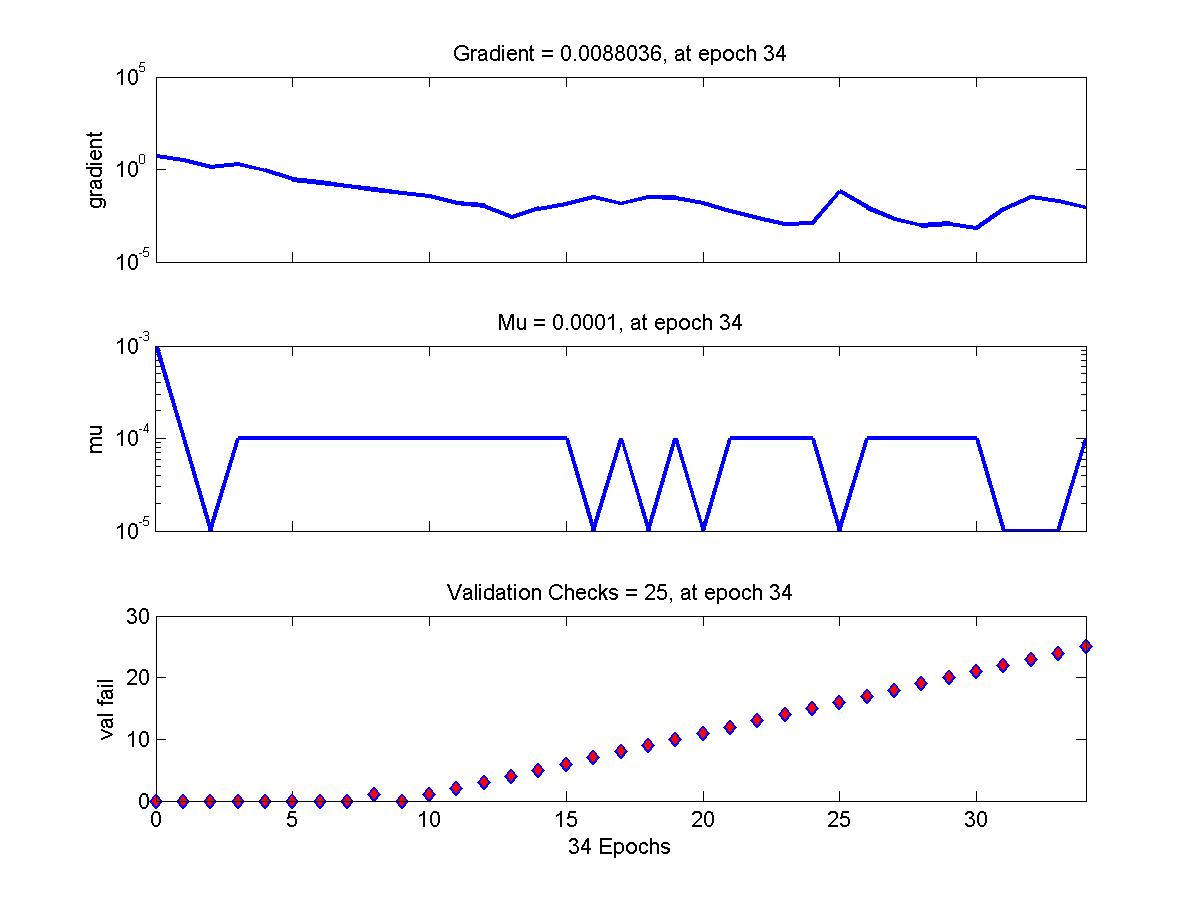 Gradient = 0.0088036, at epoch 34
10^5
10^0
10^-5
gradient
Mu = 0.0001, at epoch 34
10^-3
10^-4
10^-5
mu
Validation Checks = 25, at epoch 34
30
20
10
0
val fail
0 5 10 15 20 25 30
34 Epochs